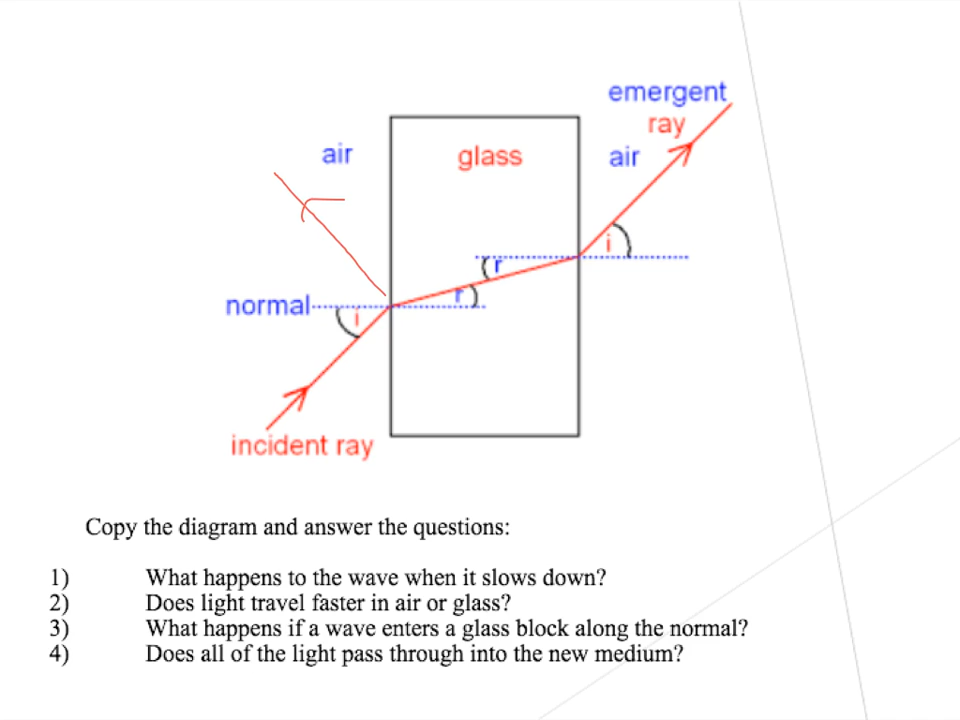 emergent
ray
air
glass
air
r
r
i
normal
i
incident ray
Copy the diagram and answer the questions:
1) What happens to the wave when it slows down?
2) Does light travel faster in air or glass?
3) What happens if a wave enters a glass block along the normal?
4) Does all of the light pass through into the new medium?